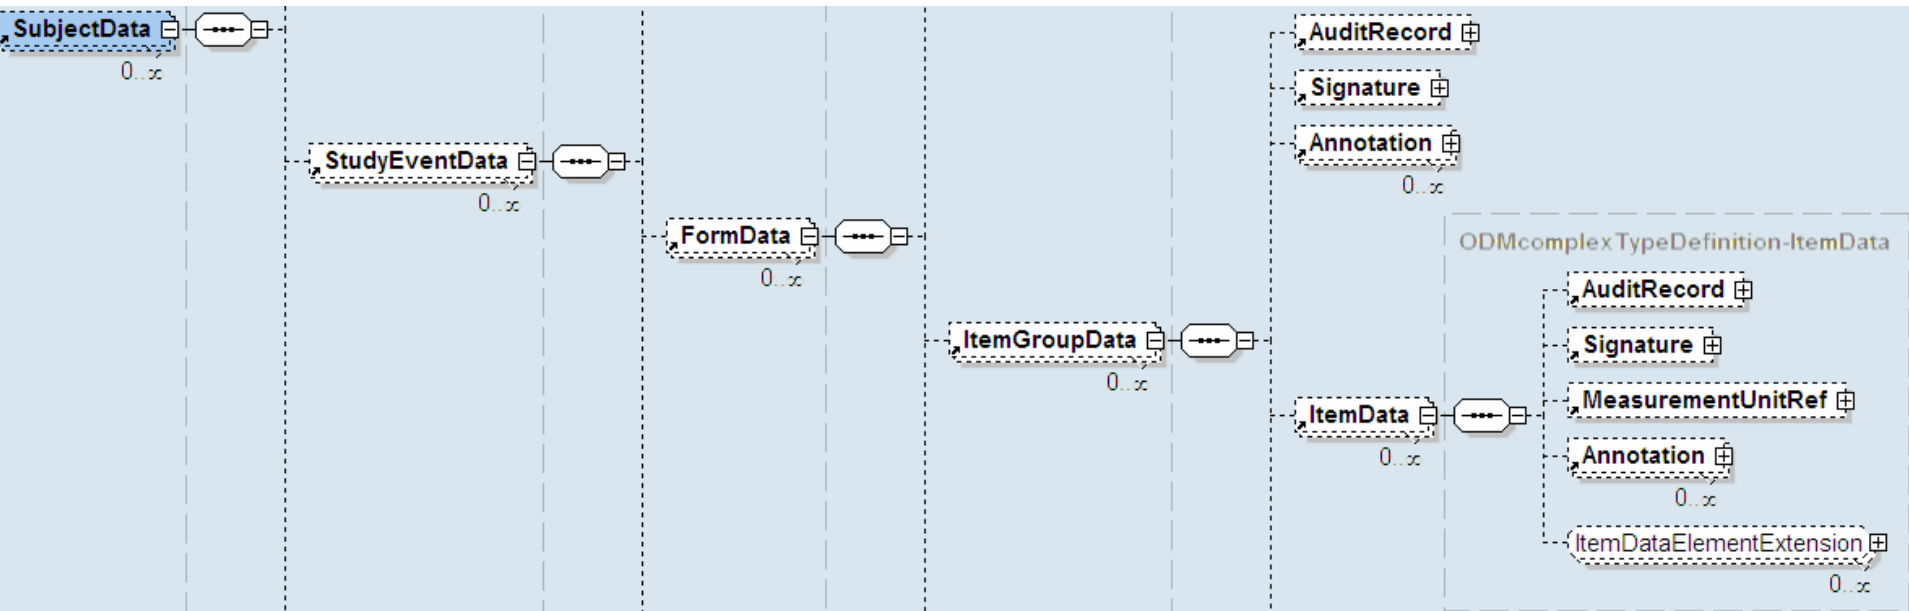 SubjectData
0..∞
StudyEventData
0..∞
FormData
0..∞
ItemGroupData
0..∞
AuditRecord
Signature
Annotation
0..∞
ItemData
0..∞
ODMcomplexTypeDefinition-ItemData
AuditRecord
Signature
MeasurementUnitRef
Annotation
0..∞
ItemDataElementExtension
0..∞